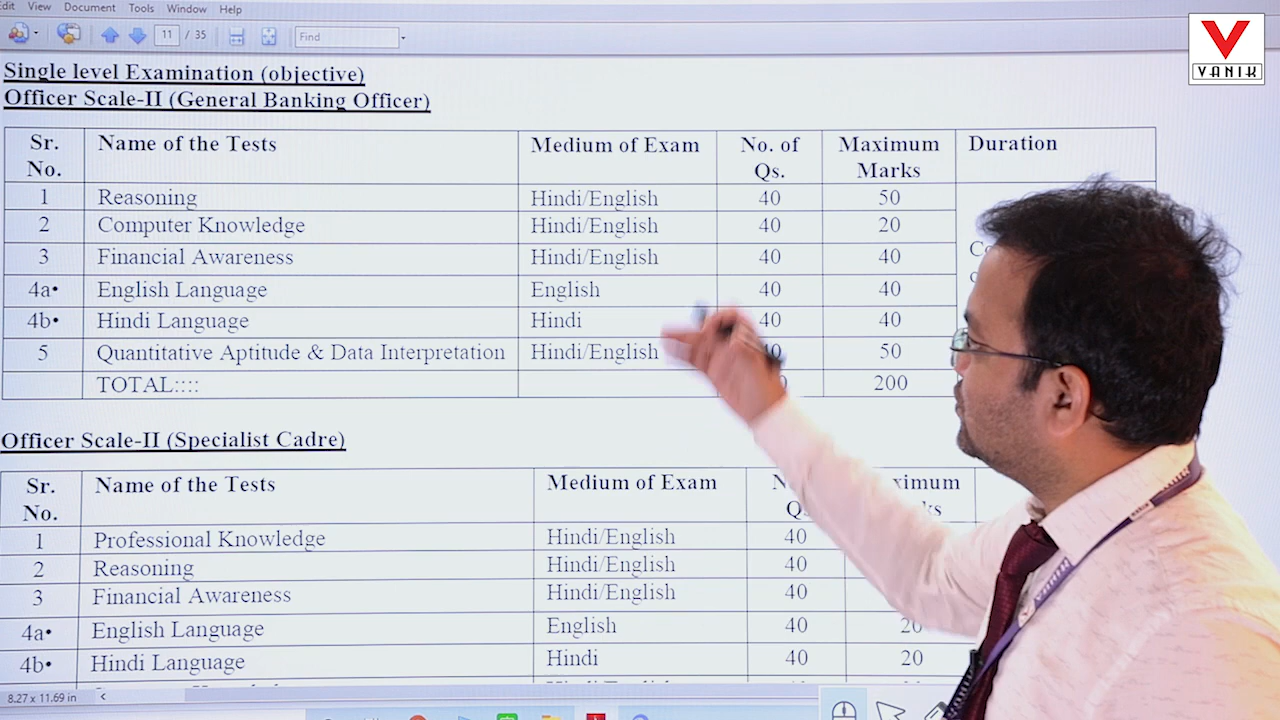 Edit View Document Tools Window Help
11 / 35 Find
VANIK
Single level Examination (objective)
Officer Scale-II (General Banking Officer)
Sr. No. Name of the Tests Medium of Exam No. of Qs. Maximum Marks Duration
1 Reasoning Hindi/English 40 50
2 Computer Knowledge Hindi/English 40 20
3 Financial Awareness Hindi/English 40 40
4a• English Language English 40 40
4b• Hindi Language Hindi 40 40
5 Quantitative Aptitude & Data Interpretation Hindi/English 50
TOTAL:::: 200
Officer Scale-II (Specialist Cadre)
Sr. No. Name of the Tests Medium of Exam
1 Professional Knowledge Hindi/English 40
2 Reasoning Hindi/English 40
3 Financial Awareness Hindi/English 40
4a• English Language English 40 20
4b• Hindi Language Hindi 40 20
8.27 x 11.69 in